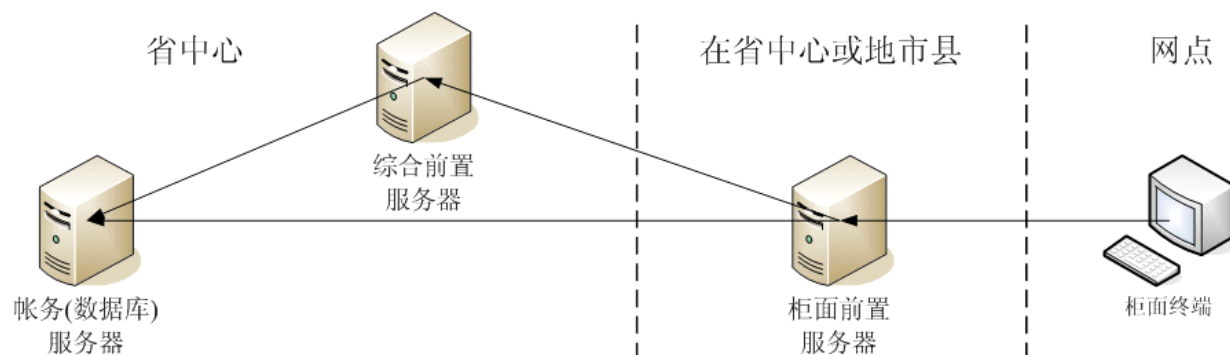 省中心
在省中心或地市县
网点
综合前置
服务器
帐务(数据库)
服务器
柜面前置
服务器
柜面终端